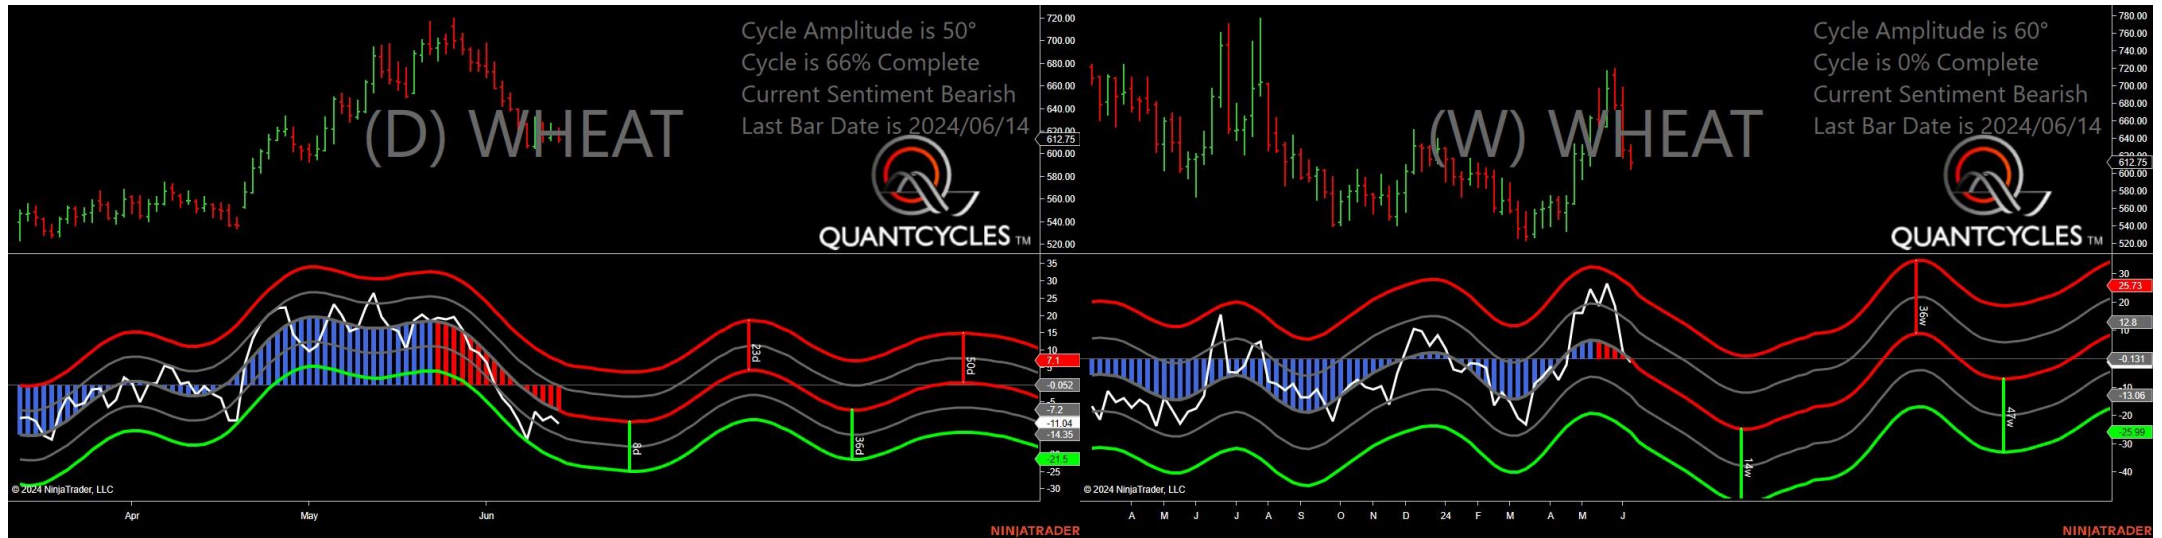 Cycle Amplitude is 50°
Cycle is 66% Complete
Current Sentiment Bearish
Last Bar Date is 2024/06/14
(D) WHEAT
QUANTCYCLES TM
720.00
700.00
680.00
660.00
640.00
620.00
612.75
600.00
580.00
560.00
540.00
520.00
35
30
25
20
15
10
7.1
5
-0.052
-5
-7.2
-11.04
-14.35
-21.5
-25
-30
23d
50d
8d
36d
© 2024 NinjaTrader, LLC
Apr May Jun
NINJATRADER
Cycle Amplitude is 60°
Cycle is 0% Complete
Current Sentiment Bearish
Last Bar Date is 2024/06/14
(W) WHEAT
QUANTCYCLES TM
780.00
760.00
740.00
720.00
700.00
680.00
660.00
640.00
612.75
600.00
580.00
560.00
540.00
520.00
30
25.73
20
12.8
-0.131
-10
-13.06
-20
-25.99
-30
-40
36w
14w
47w
© 2024 NinjaTrader, LLC
A M J J A S O N D 24 F M A M J
NINJATRADER